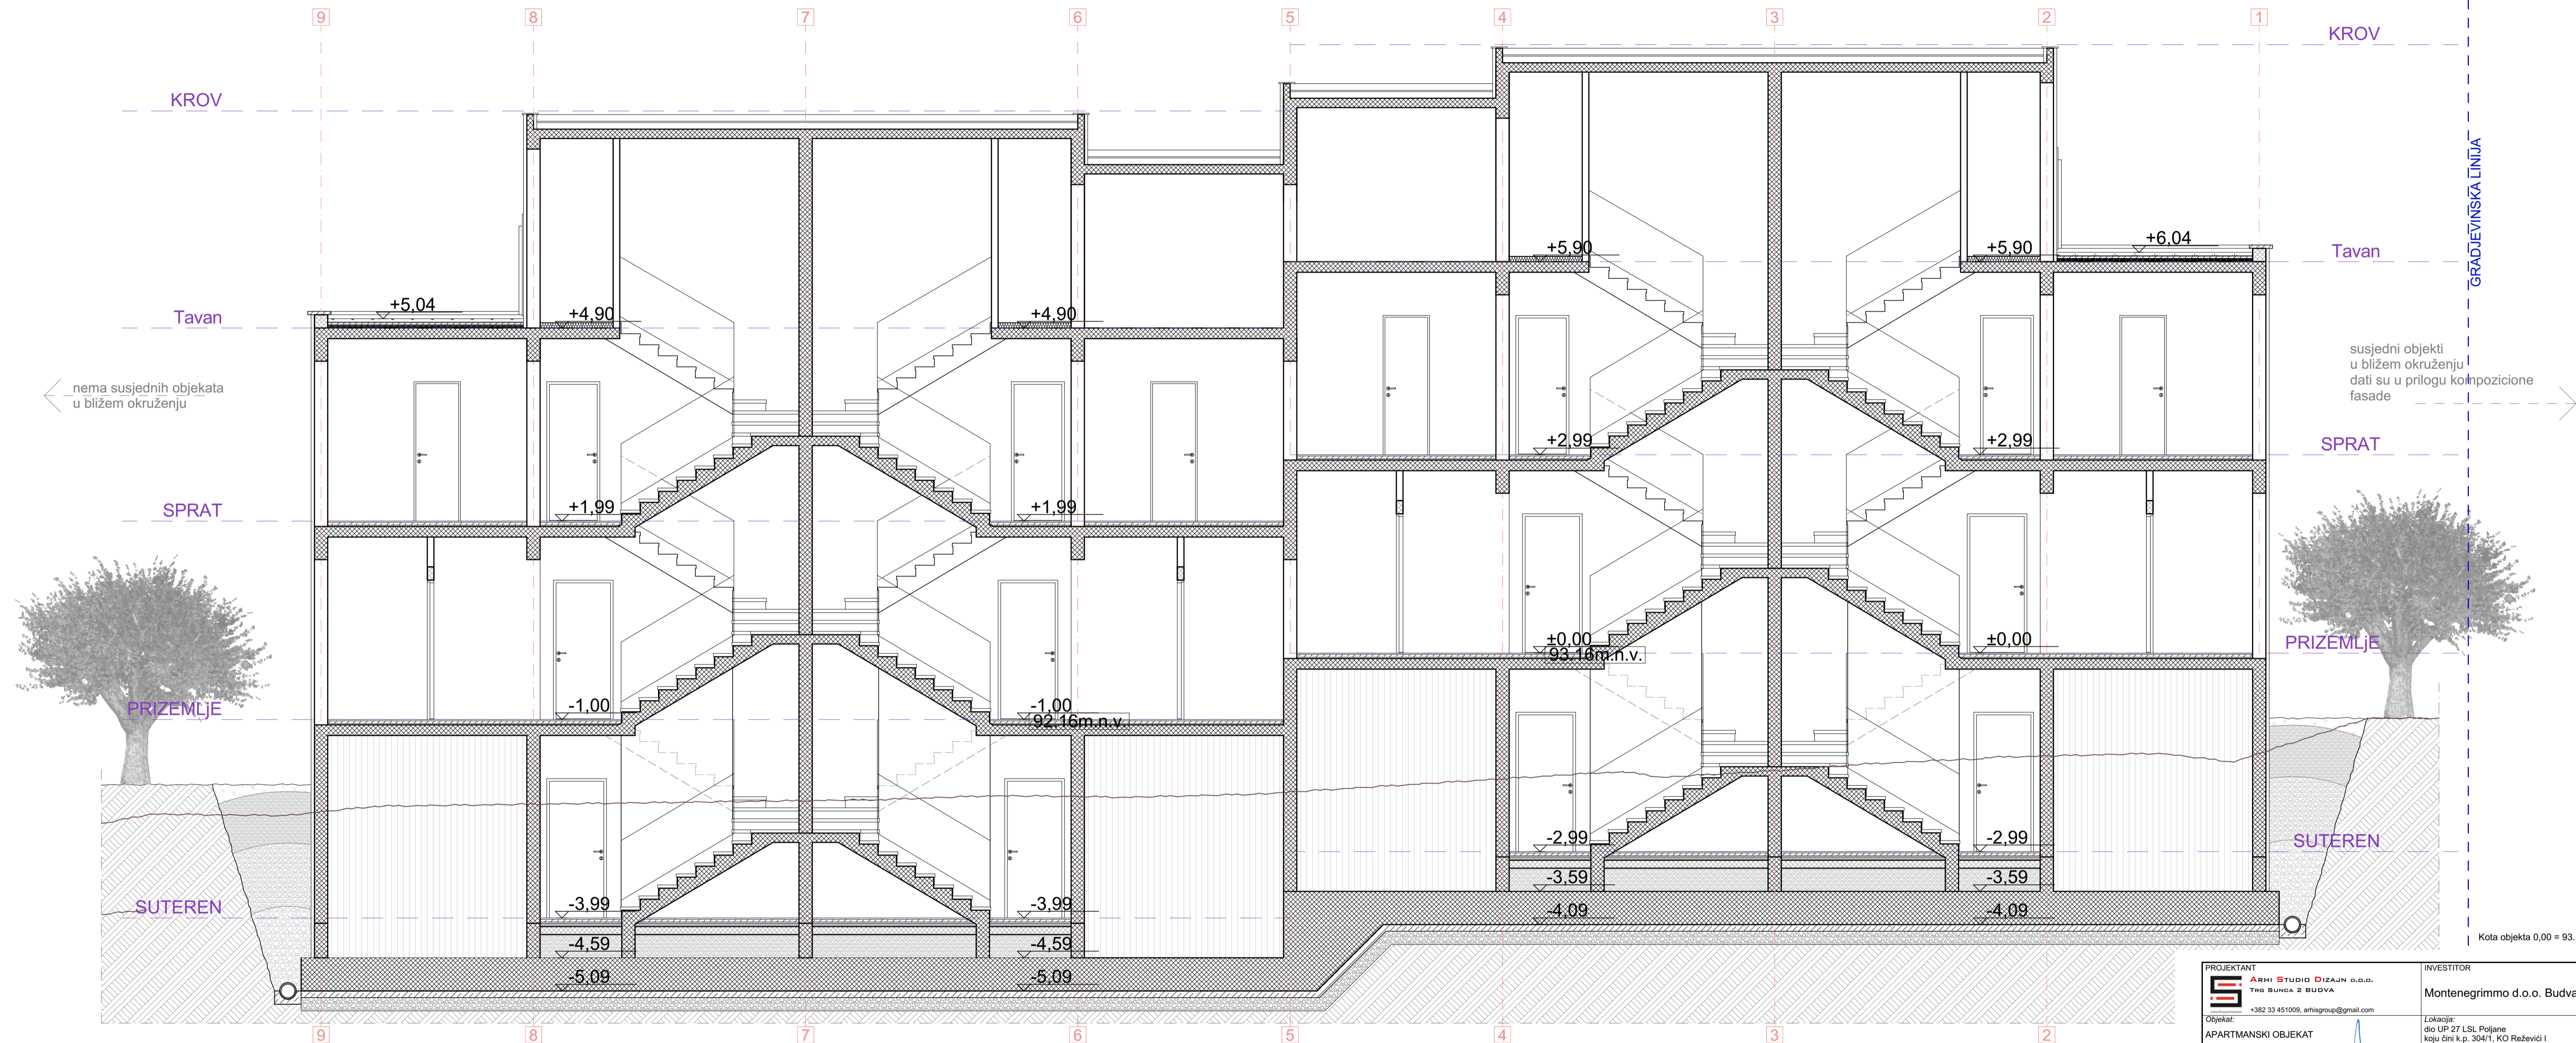 9 8 7 6 5 4 3 2 1
KROV
KROV
GRADJEVINSKA LINIJA
+5,90 +5,90 +6,04
Tavan
+5,04 +4,90 +4,90
Tavan
susjedni objekti
u bližem okruženju
dati su u prilogu kompozicione
fasade
nema susjednih objekata
u bližem okruženju
+2,99 +2,99
SPRAT
+1,99 +1,99
SPRAT
±0,00 ±0,00
93.16m.n.v.
PRIZEMLjE
-1,00 -1,00
92.16m.n.v.
PRIZEMLjE
-2,99 -2,99
SUTEREN
-3,59 -3,59
-3,99 -3,99
SUTEREN
-4,09 -4,09
-4,59 -4,59
-5,09 -5,09
Kota objekta 0,00 = 93.
PROJEKTANT
ARHI STUDIO DIZAJN D.O.O.
TRG SUNCA 2 BUDVA
+382 33 451009, arhisgroup@gmail.com
INVESTITOR
Montenegrimmo d.o.o. Budva
Objekat:
APARTMANSKI OBJEKAT
Lokacija:
dio UP 27 LSL Poljane
koju čini k.p. 304/1, KO Reževići I
9 8 7 6 5 4 3 2